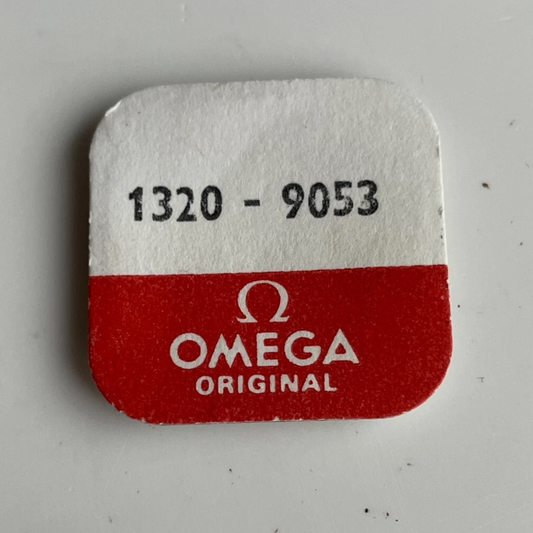 1320 - 9053
Ω
OMEGA
ORIGINAL